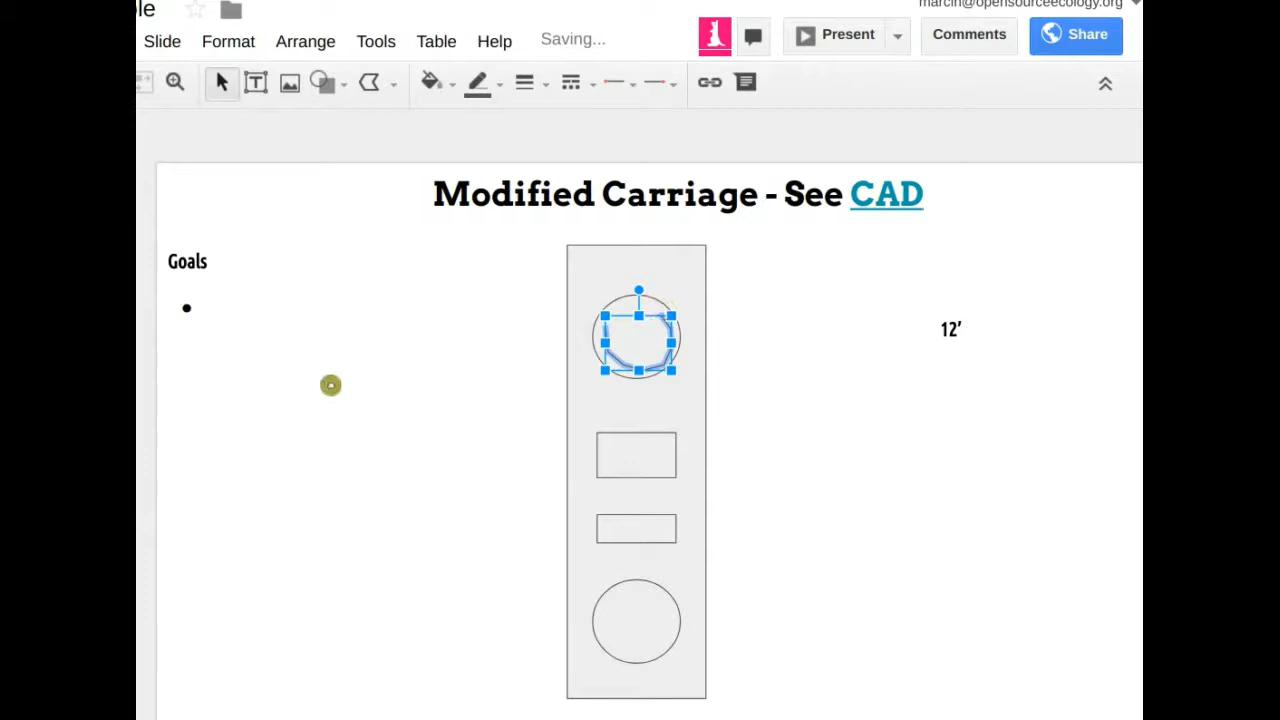 le
marcin@opensourceecology.org
Slide Format Arrange Tools Table Help Saving...
Present Comments Share
Modified Carriage - See CAD
Goals
12'